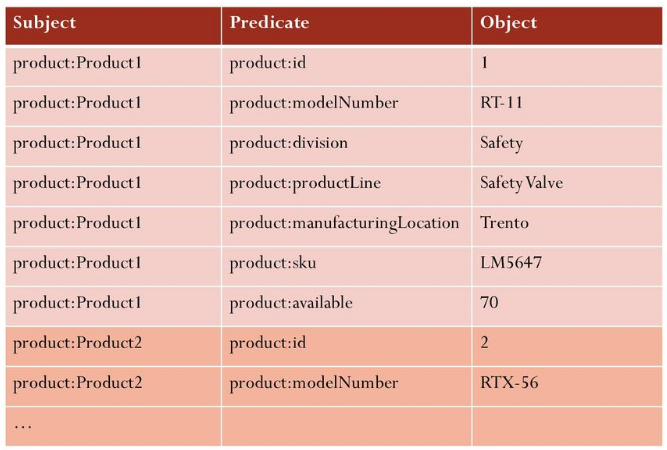 Subject Predicate Object
product:Product1 product:id 1
product:Product1 product:modelNumber RT-11
product:Product1 product:division Safety
product:Product1 product:productLine Safety Valve
product:Product1 product:manufacturingLocation Trento
product:Product1 product:sku LM5647
product:Product1 product:available 70
product:Product2 product:id 2
product:Product2 product:modelNumber RTX-56
…